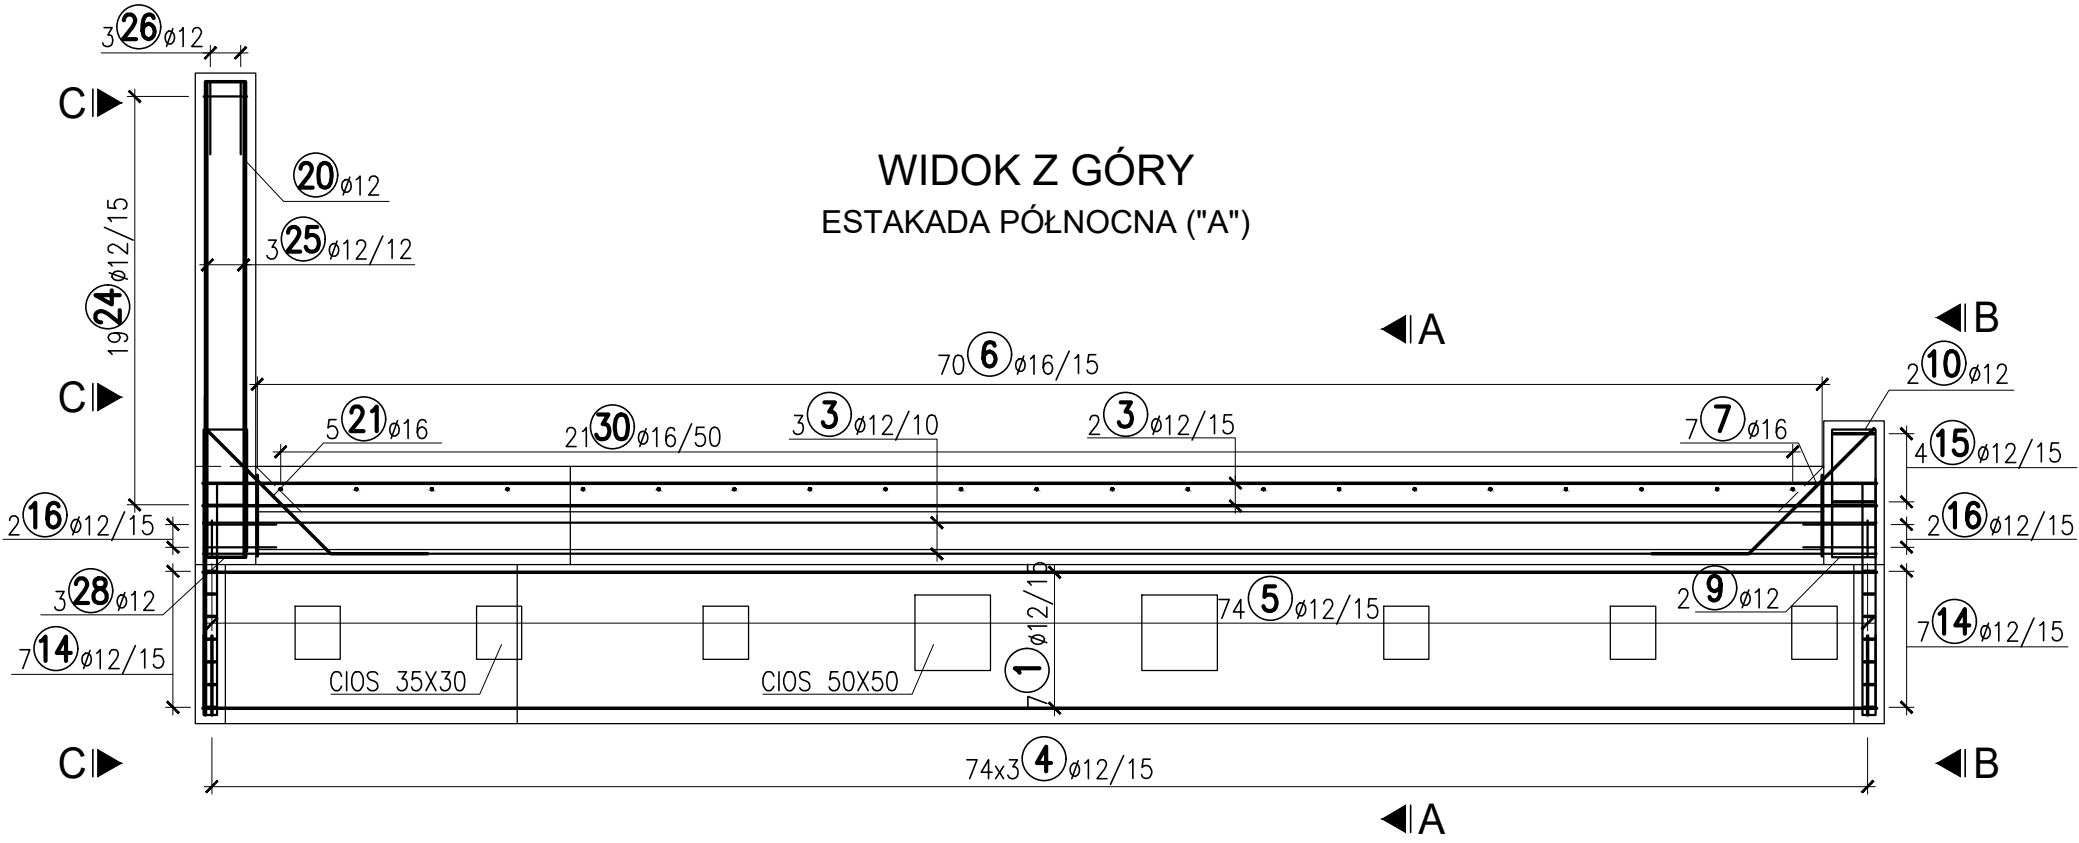 3 26 ø12
C
20 ø12
WIDOK Z GÓRY
ESTAKADA PÓŁNOCNA ("A")
3 25 ø12/12
19 24 ø12/15
A
B
70 6 ø16/15
2 10 ø12
C
5 21 ø16
21 30 ø16/50
3 3 ø12/10
2 3 ø12/15
7 7 ø16
4 15 ø12/15
2 16 ø12/15
2 16 ø12/15
3 28 ø12
7 1 ø12/15
74 5 ø12/15
2 9 ø12
7 14 ø12/15
7 14 ø12/15
CIOS 35X30
CIOS 50X50
C
74x3 4 ø12/15
B
A